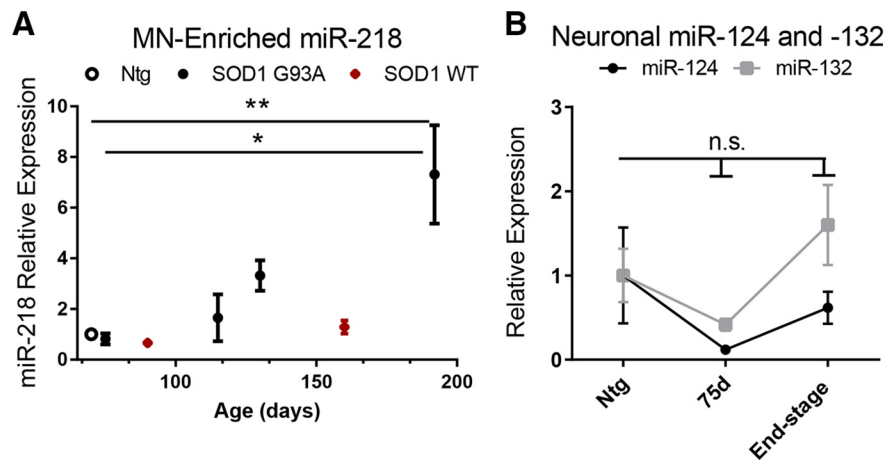 A
MN-Enriched miR-218
Ntg SOD1 G93A SOD1 WT
**
*
miR-218 Relative Expression
10
8
6
4
2
0
100 150 200
Age (days)
B
Neuronal miR-124 and -132
miR-124 miR-132
n.s.
Relative Expression
3
2
1
0
Ntg
75d
End-stage